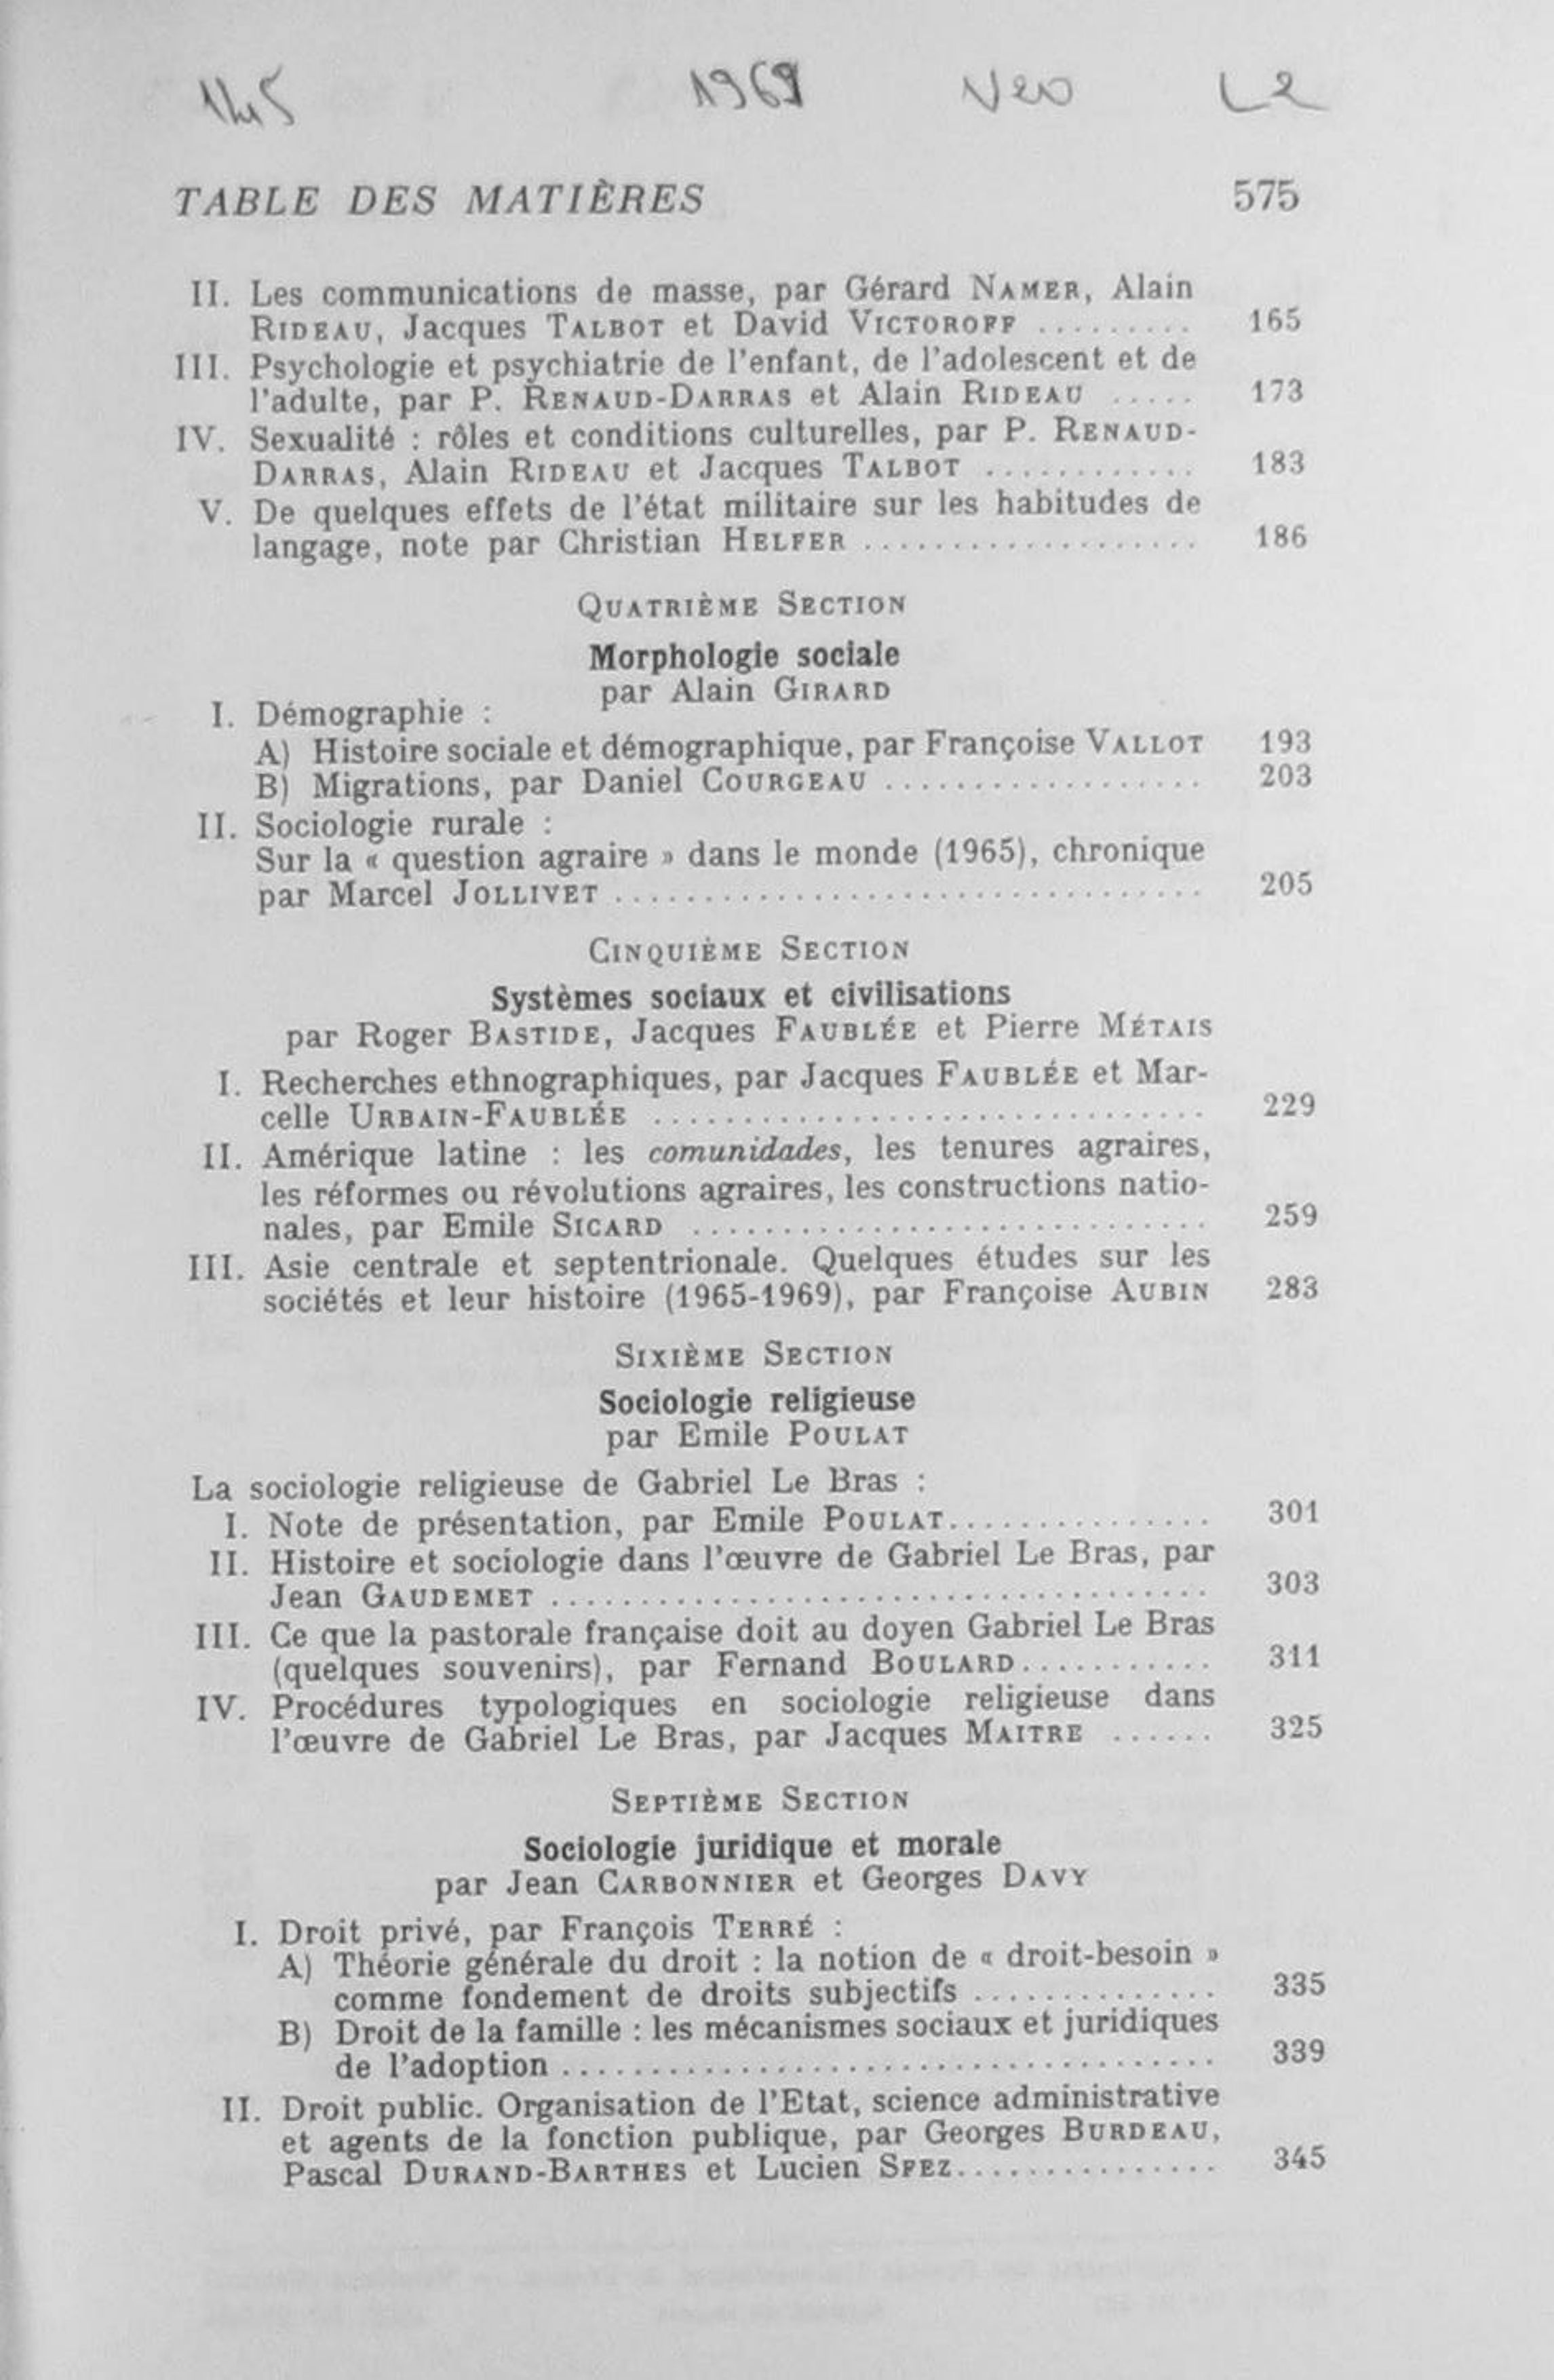 1969
TABLE DES MATIÈRES 575
II. Les communications de masse, par Gérard NAMER, Alain
RIDEAU, Jacques TALBOT et David VICTOROFF ......... 165
III. Psychologie et psychiatrie de l'enfant, de l'adolescent et de
l'adulte, par P. RENAUD-DARRAS et Alain RIDEAU ..... 173
IV. Sexualité : rôles et conditions culturelles, par P. RENAUD-
DARRAS, Alain RIDEAU et Jacques TALBOT ............ 183
V. De quelques effets de l'état militaire sur les habitudes de
langage, note par Christian HELFER ................... 186
QUATRIÈME SECTION
Morphologie sociale
par Alain GIRARD
I. Démographie :
A) Histoire sociale et démographique, par Françoise VALLOT 193
B) Migrations, par Daniel COURGEAU .................. 203
II. Sociologie rurale :
Sur la « question agraire » dans le monde (1965), chronique
par Marcel JOLLIVET .................................. 205
CINQUIÈME SECTION
Systèmes sociaux et civilisations
par Roger BASTIDE, Jacques FAUBLÉE et Pierre MÉTAIS
I. Recherches ethnographiques, par Jacques FAUBLÉE et Mar-
celle URBAIN-FAUBLÉE ................................ 229
II. Amérique latine : les comunidades, les tenures agraires,
les réformes ou révolutions agraires, les constructions natio-
nales, par Emile SICARD .............................. 259
III. Asie centrale et septentrionale. Quelques études sur les
sociétés et leur histoire (1965-1969), par Françoise AUBIN 283
SIXIÈME SECTION
Sociologie religieuse
par Emile POULAT
La sociologie religieuse de Gabriel Le Bras :
I. Note de présentation, par Emile POULAT............... 301
II. Histoire et sociologie dans l'œuvre de Gabriel Le Bras, par
Jean GAUDEMET ...................................... 303
III. Ce que la pastorale française doit au doyen Gabriel Le Bras
(quelques souvenirs), par Fernand BOULARD........... 311
IV. Procédures typologiques en sociologie religieuse dans
l'œuvre de Gabriel Le Bras, par Jacques MAITRE ...... 325
SEPTIÈME SECTION
Sociologie juridique et morale
par Jean CARBONNIER et Georges DAVY
I. Droit privé, par François TERRÉ :
A) Théorie générale du droit : la notion de « droit-besoin »
comme fondement de droits subjectifs .............. 335
B) Droit de la famille : les mécanismes sociaux et juridiques
de l'adoption ...................................... 339
II. Droit public. Organisation de l'Etat, science administrative
et agents de la fonction publique, par Georges BURDEAU,
Pascal DURAND-BARTHES et Lucien SFEZ............... 345